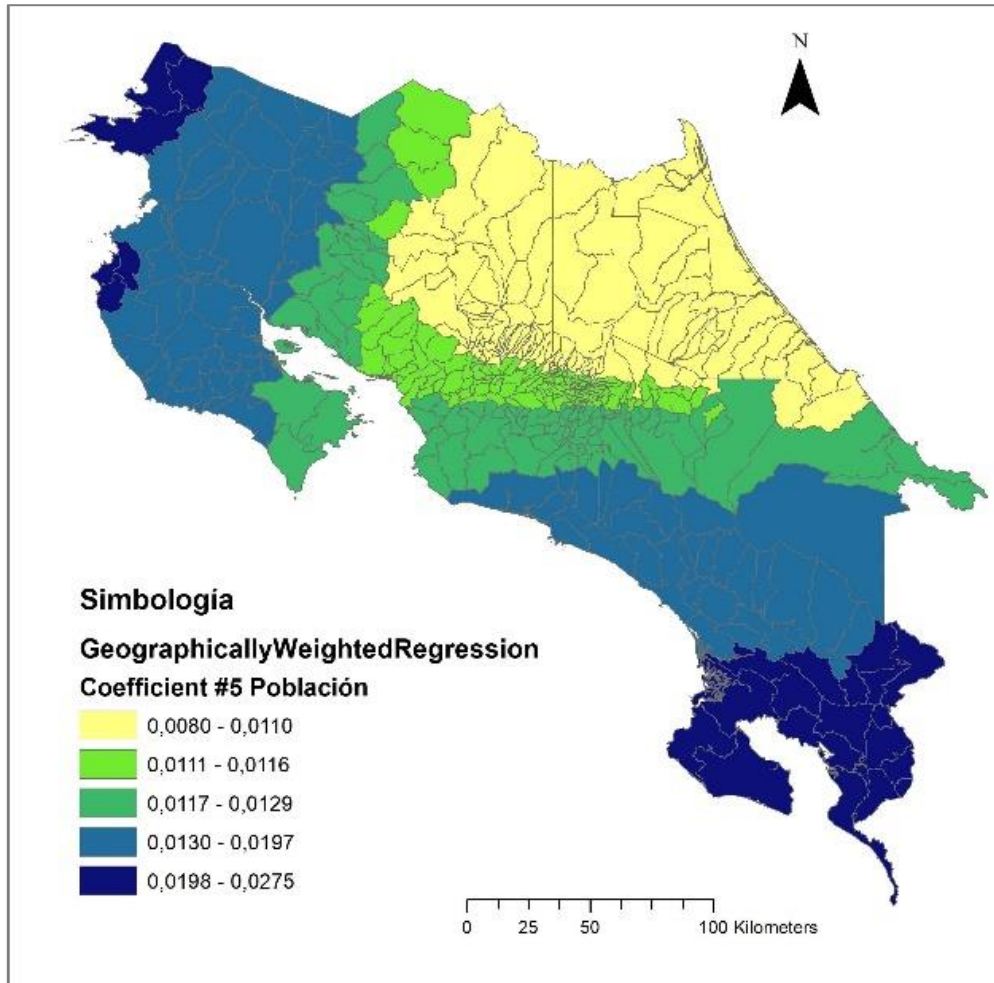 N
Simbología
GeographicallyWeightedRegression
Coefficient #5 Población
0,0080 - 0,0110
0,0111 - 0,0116
0,0117 - 0,0129
0,0130 - 0,0197
0,0198 - 0,0275
0 25 50 100 Kilometers